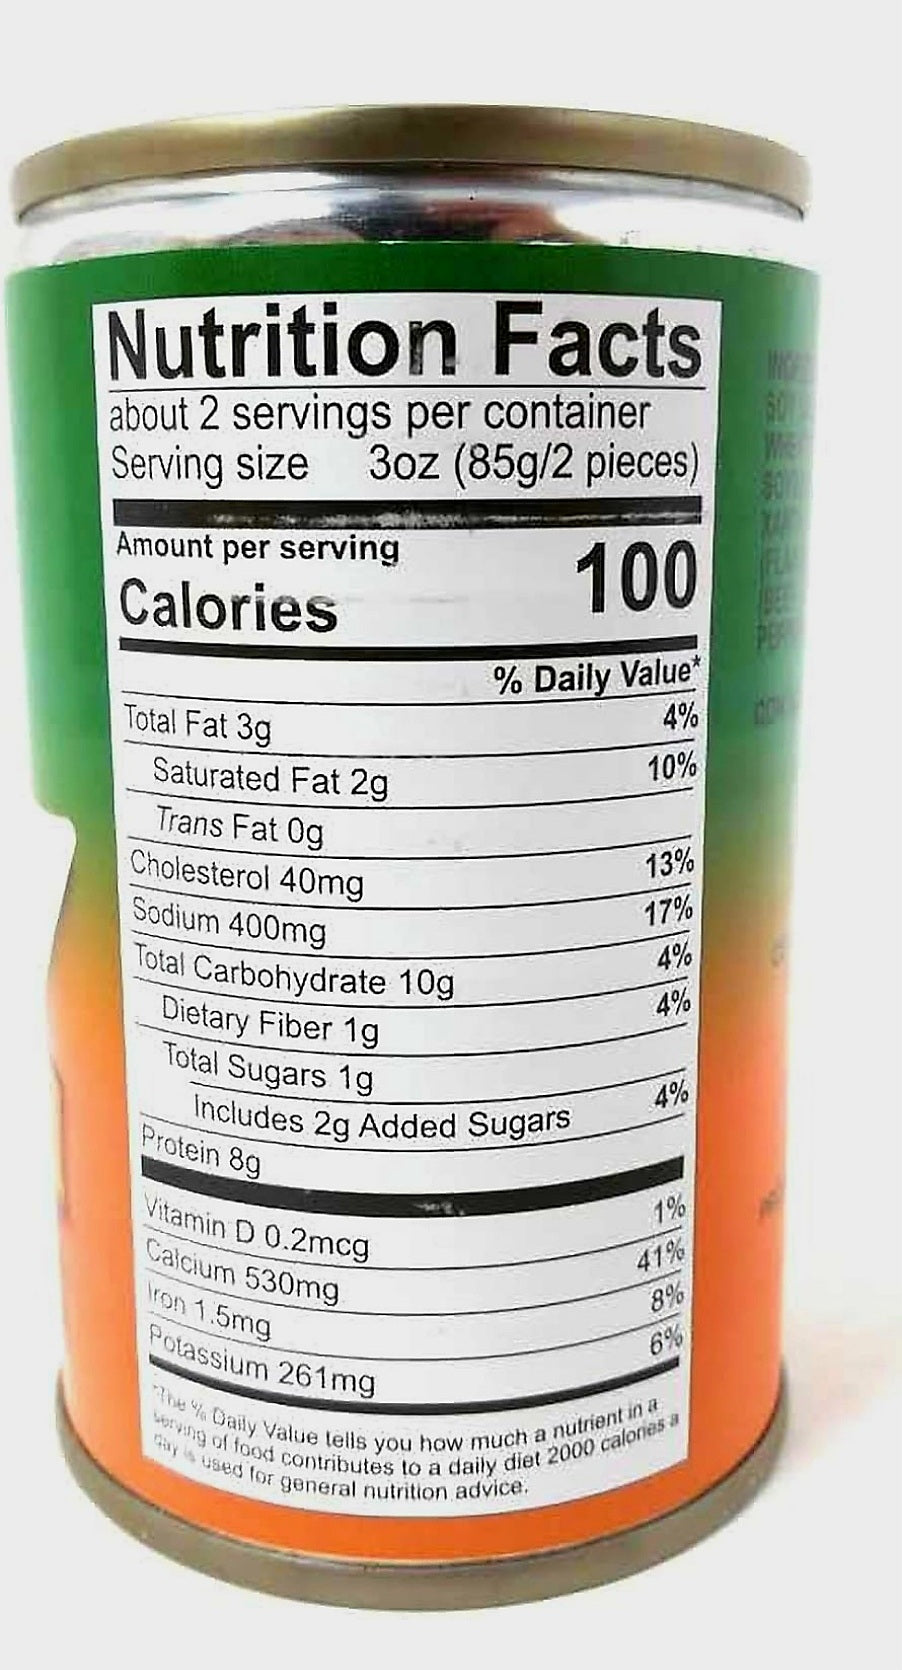 Nutrition Facts
about 2 servings per container
Serving size 3oz (85g/2 pieces)
Amount per serving
Calories 100
% Daily Value*
Total Fat 3g 4%
Saturated Fat 2g 10%
Trans Fat 0g
Cholesterol 40mg 13%
Sodium 400mg 17%
Total Carbohydrate 10g 4%
Dietary Fiber 1g 4%
Total Sugars 1g
Includes 2g Added Sugars 4%
Protein 8g
Vitamin D 0.2mcg 1%
Calcium 530mg 41%
Iron 1.5mg 8%
Potassium 261mg 6%
*The % Daily Value tells you how much a nutrient in a
serving of food contributes to a daily diet 2000 calories a
day is used for general nutrition advice.